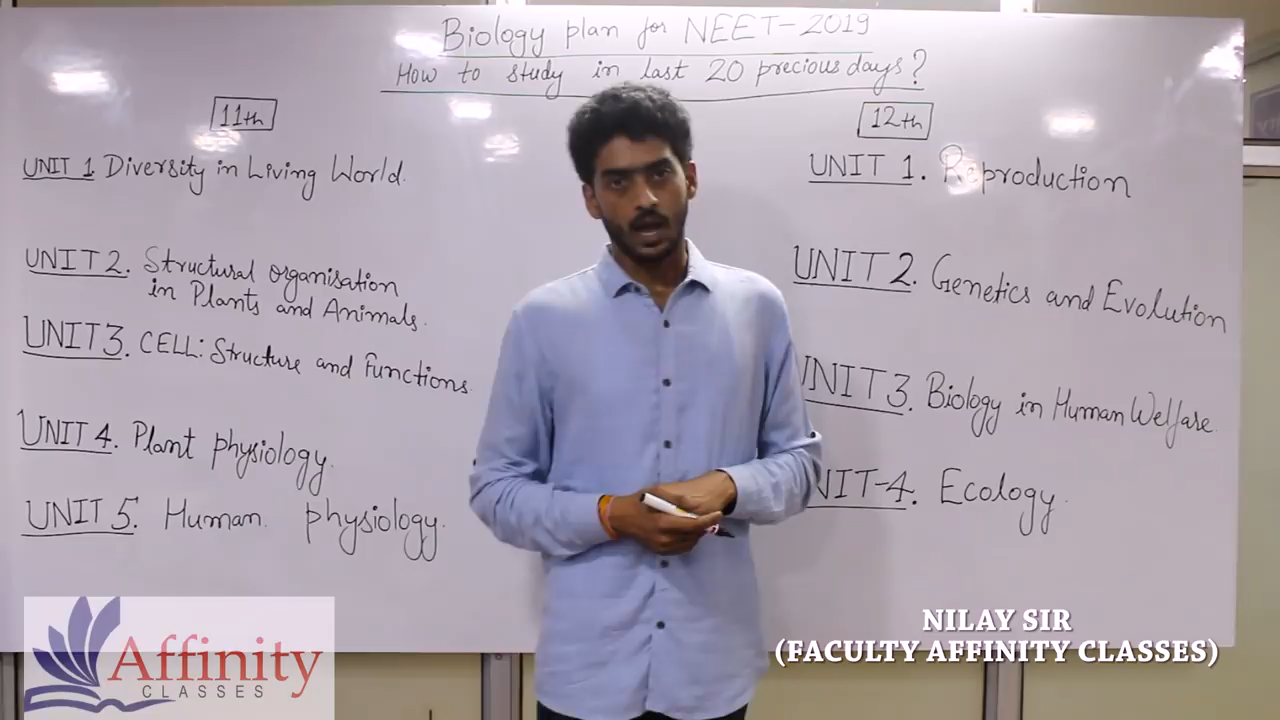 Biology plan for NEET-2019
How to study in last 20 precious days?
11th
UNIT 1. Diversity in Living World.
UNIT 2. Structural organisation
in Plants and Animals.
UNIT 3. CELL: Structure and Functions
UNIT 4. Plant physiology.
UNIT 5. Human physiology.
12th
UNIT 1. Reproduction
UNIT 2. Genetics and Evolution
UNIT 3. Biology in Human Welfare.
UNIT-4. Ecology.
Affinity
CLASSES
NILAY SIR
(FACULTY AFFINITY CLASSES)